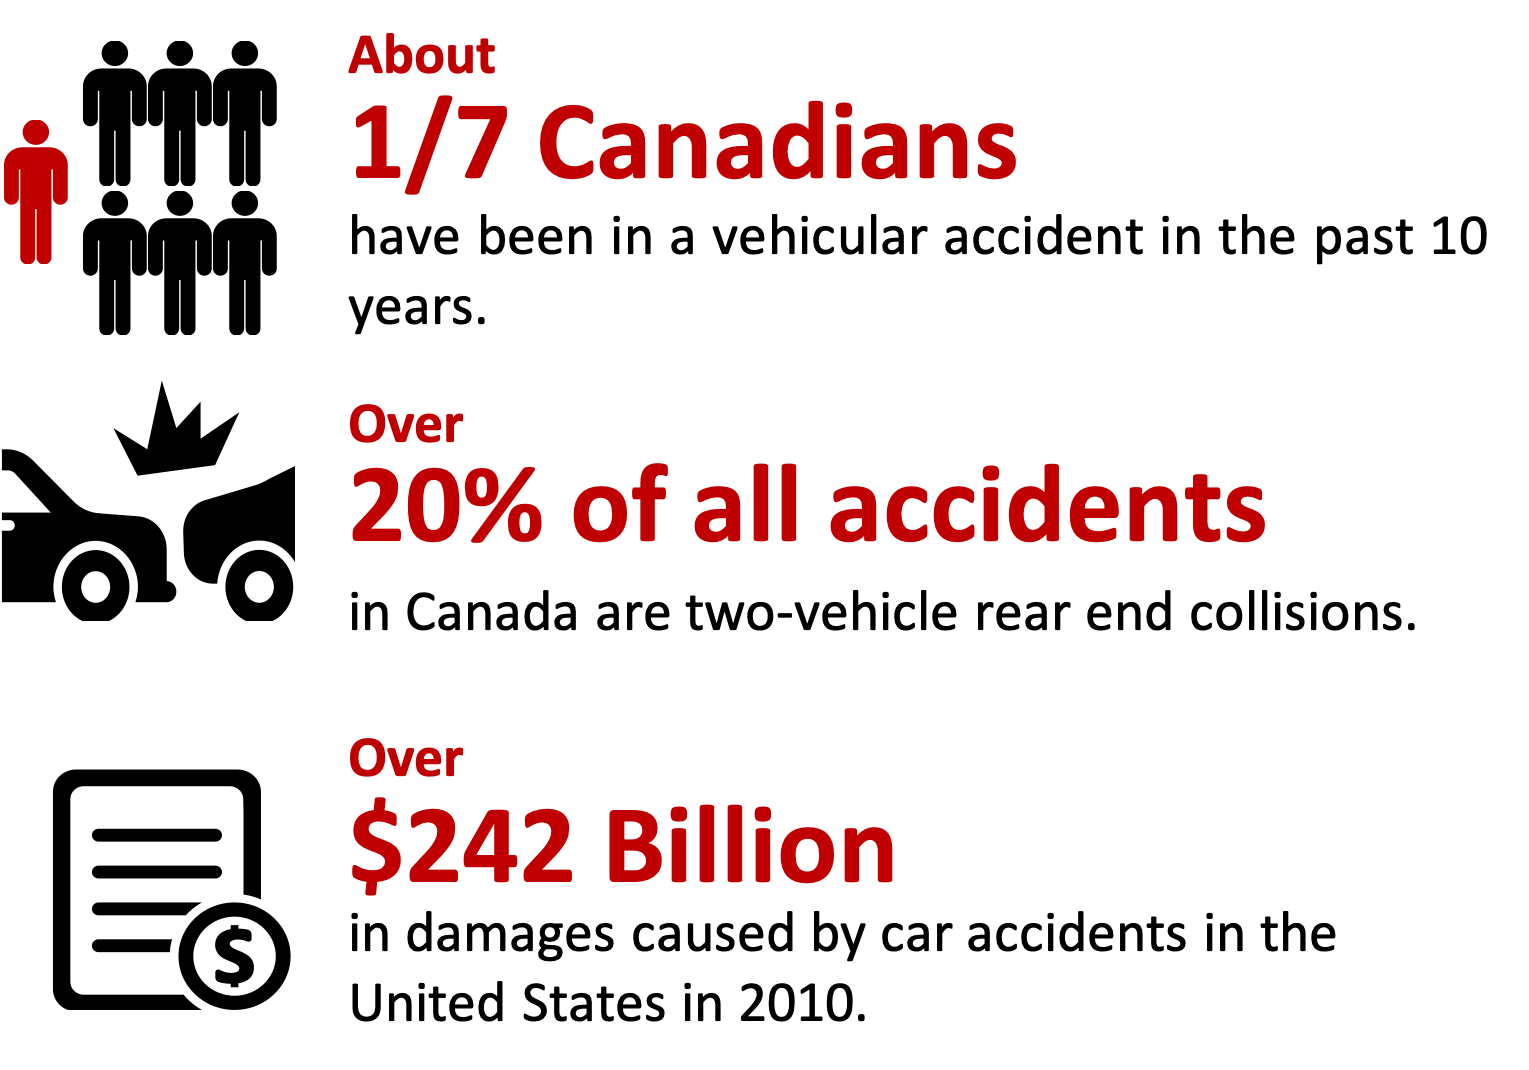 About
1/7 Canadians
have been in a vehicular accident in the past 10
years.
Over
20% of all accidents
in Canada are two-vehicle rear end collisions.
Over
$242 Billion
in damages caused by car accidents in the
United States in 2010.
$